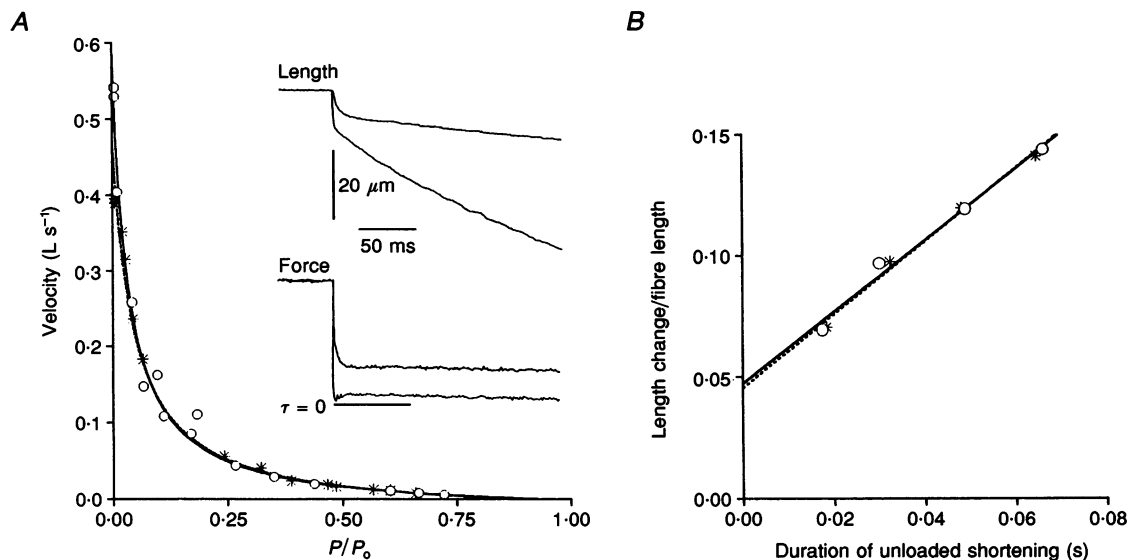 A
Velocity (L s⁻¹)
0·6
0·5
0·4
0·3
0·2
0·1
0·0
0·00 0·25 0·50 0·75 1·00
P/Pₒ
Length
20 μm
50 ms
Force
τ = 0
B
Length change/fibre length
0·15
0·10
0·05
0·00
0·00 0·02 0·04 0·06 0·08
Duration of unloaded shortening (s)